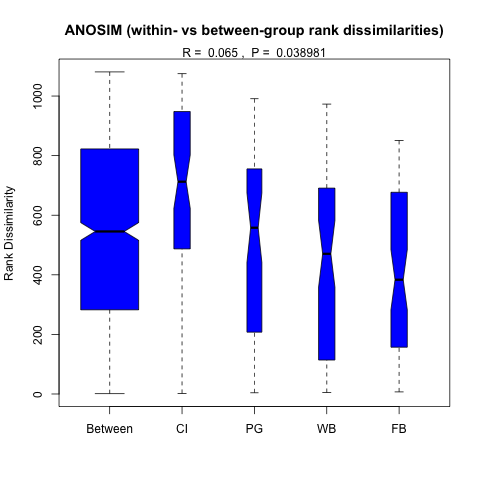 ANOSIM (within- vs between-group rank dissimilarities)
R =  0.065 ,  P =  0.038981
Rank Dissimilarity
1000
800
600
400
200
0
Between CI PG WB FB